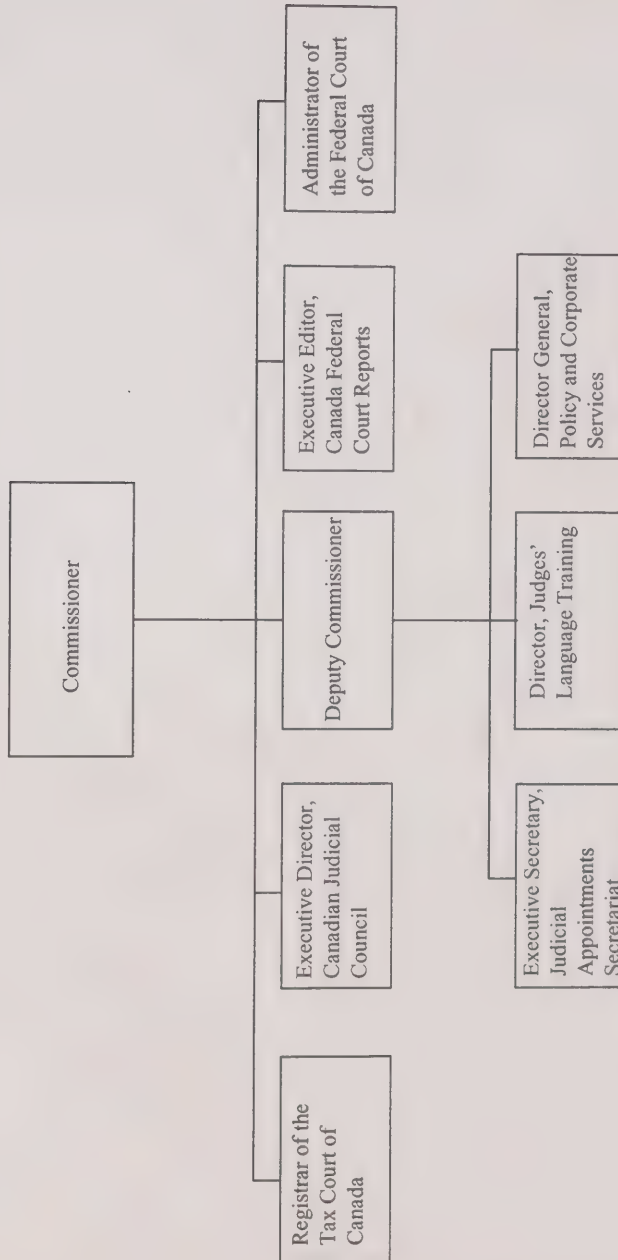 Commissioner
Registrar of the
Tax Court of
Canada
Executive Director,
Canadian Judicial
Council
Deputy Commissioner
Executive Editor,
Canada Federal
Court Reports
Administrator of
the Federal Court
of Canada
Executive Secretary,
Judicial
Appointments
Secretariat
Director, Judges’
Language Training
Director General,
Policy and Corporate
Services